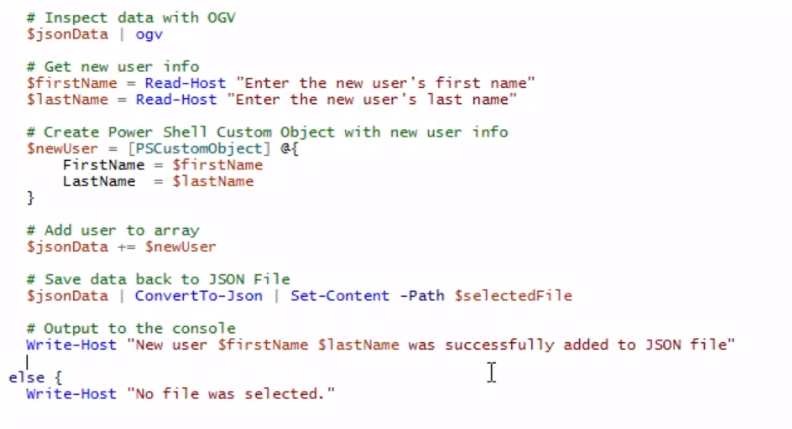 # Inspect data with OGV
$jsonData | ogv
# Get new user info
$firstName = Read-Host "Enter the new user's first name"
$lastName = Read-Host "Enter the new user's last name"
# Create Power Shell Custom Object with new user info
$newUser = [PSCustomObject] @{
FirstName = $firstName
LastName  = $lastName
}
# Add user to array
$jsonData += $newUser
# Save data back to JSON File
$jsonData | ConvertTo-Json | Set-Content -Path $selectedFile
# Output to the console
Write-Host "New user $firstName $lastName was successfully added to JSON file"
else {
Write-Host "No file was selected."